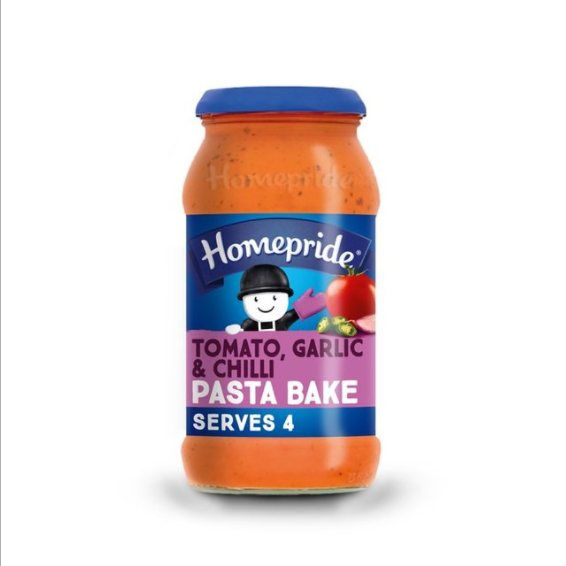 Homepride
Homepride®
TOMATO, GARLIC
& CHILLI
PASTA BAKE
SERVES 4